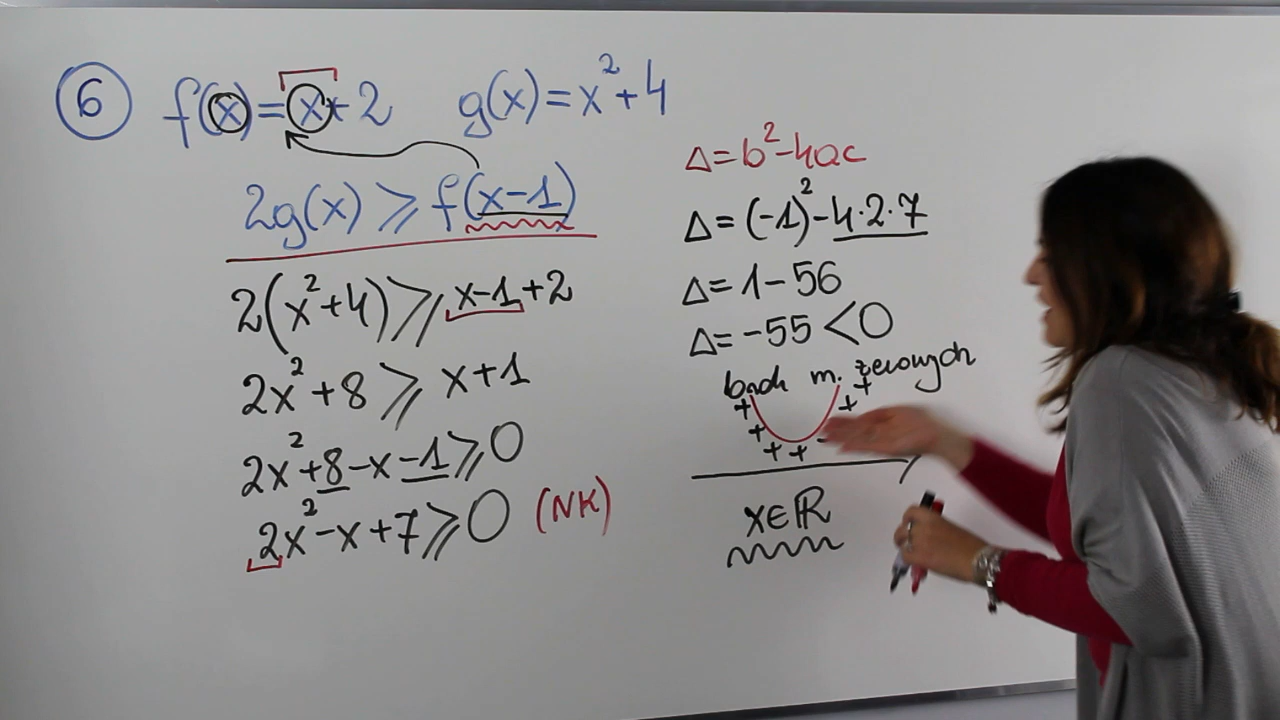 6 f(x)=x+2 g(x)=x²+4
2g(x) ⩾ f(x-1)
2(x²+4) ⩾ x-1+2
2x²+8 ⩾ x+1
2x²+8-x-1⩾0
2x²-x+7⩾0 (NK)
Δ=b²-4ac
Δ=(-1)²-4·2·7
Δ=1-56
Δ=-55<0
brak m. zerowych
+ + + + + +
x∈ℝ